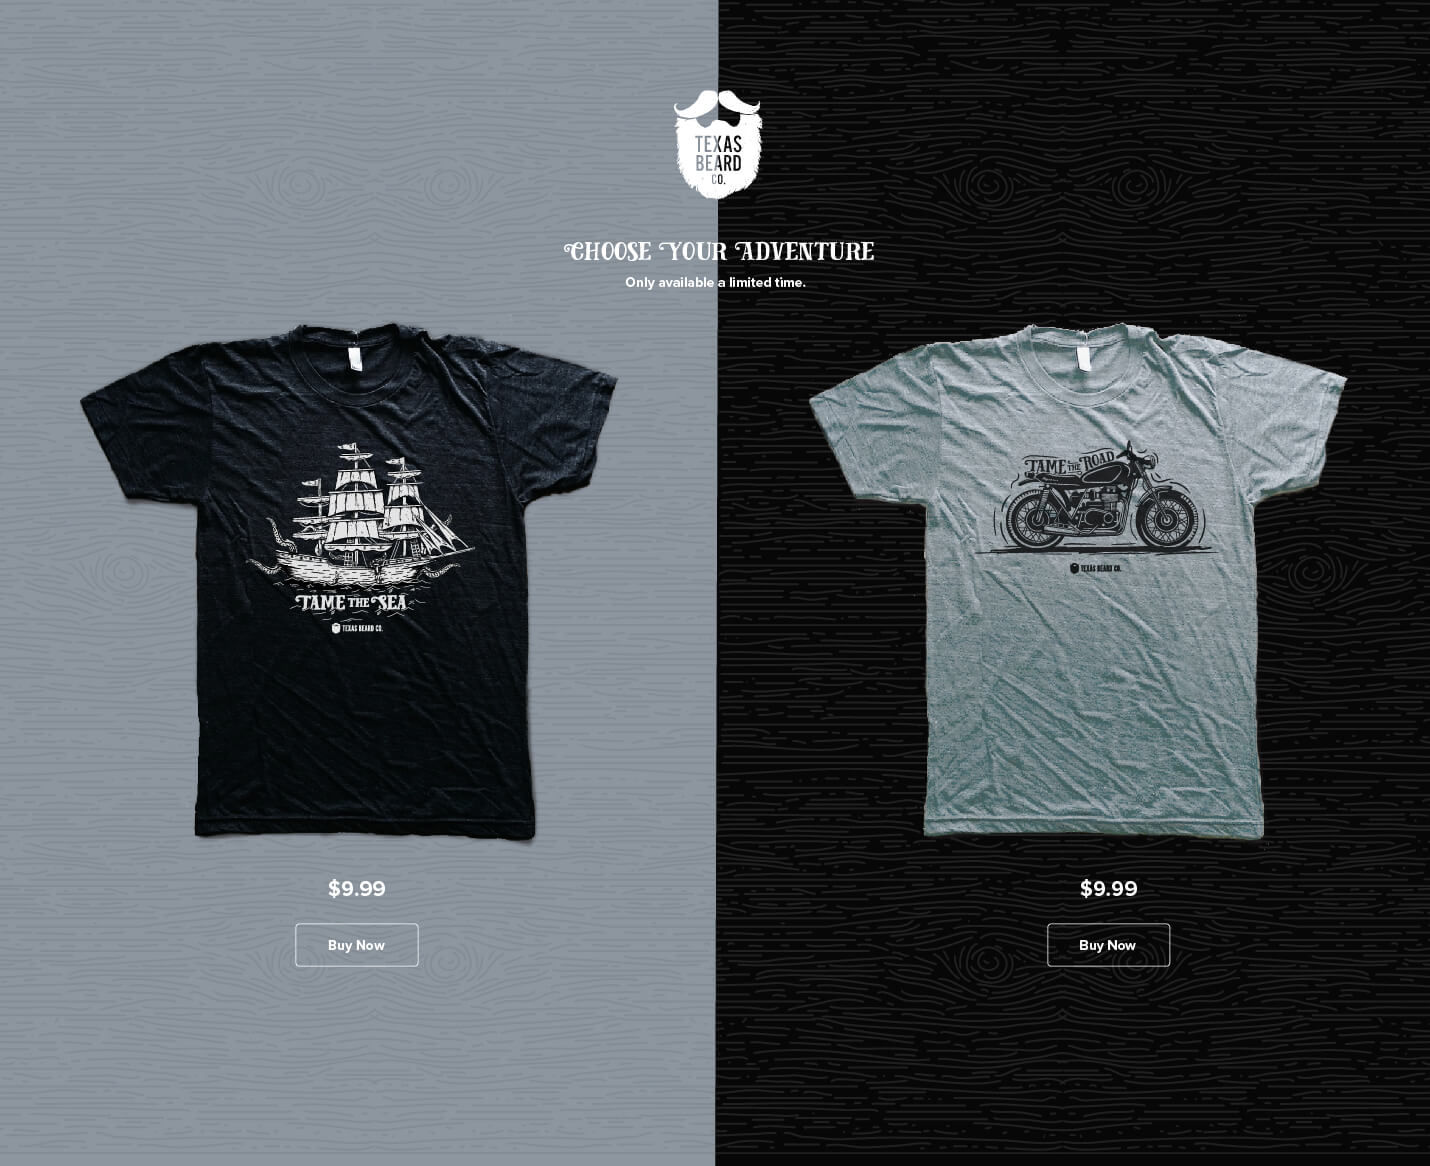 TEXAS
BEARD
CO.
CHOOSE YOUR ADVENTURE
Only available a limited time.
TAME THE SEA
TEXAS BEARD CO.
$9.99
Buy Now
TAME THE ROAD
TEXAS BEARD CO.
$9.99
Buy Now